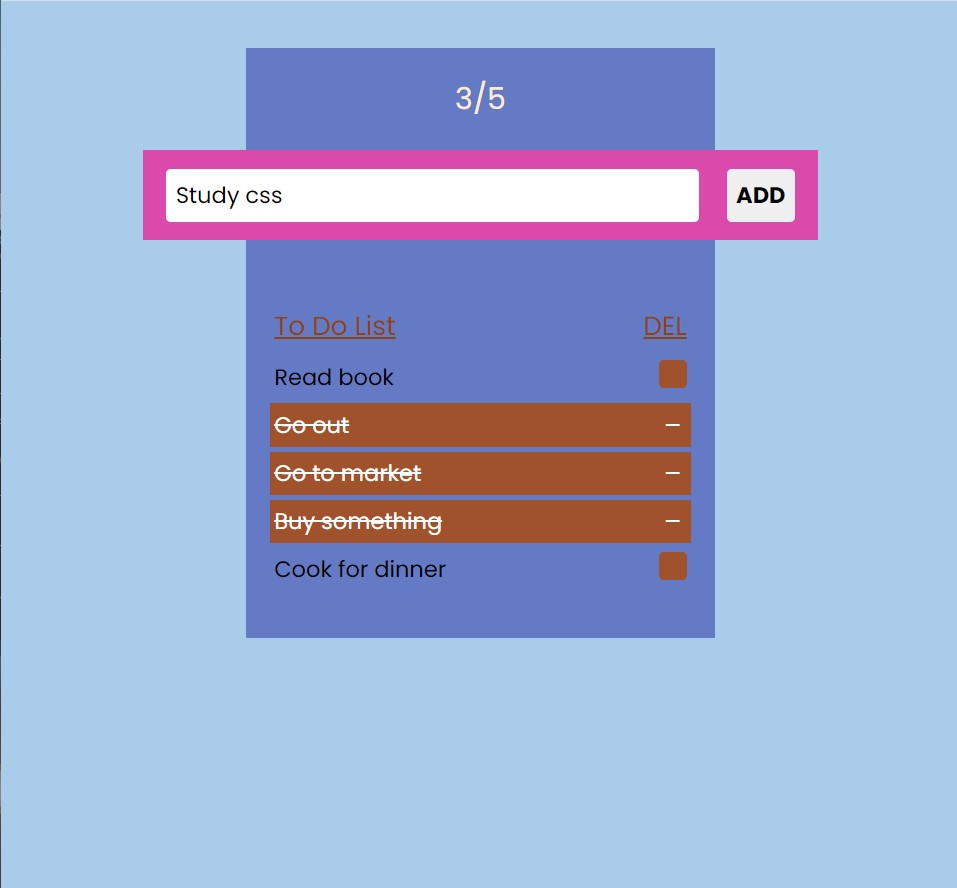 3/5
Study css ADD
To Do List DEL
Read book
Go out –
Go to market –
Buy something –
Cook for dinner